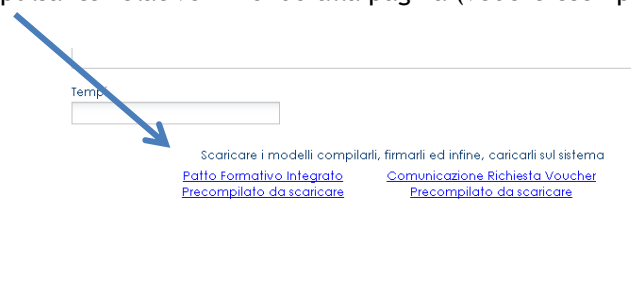 Tempi
Scaricare i modelli compilarli, firmarli ed infine, caricarli sul sistema
Patto Formativo Integrato Comunicazione Richiesta Voucher
Precompilato da scaricare Precompilato da scaricare